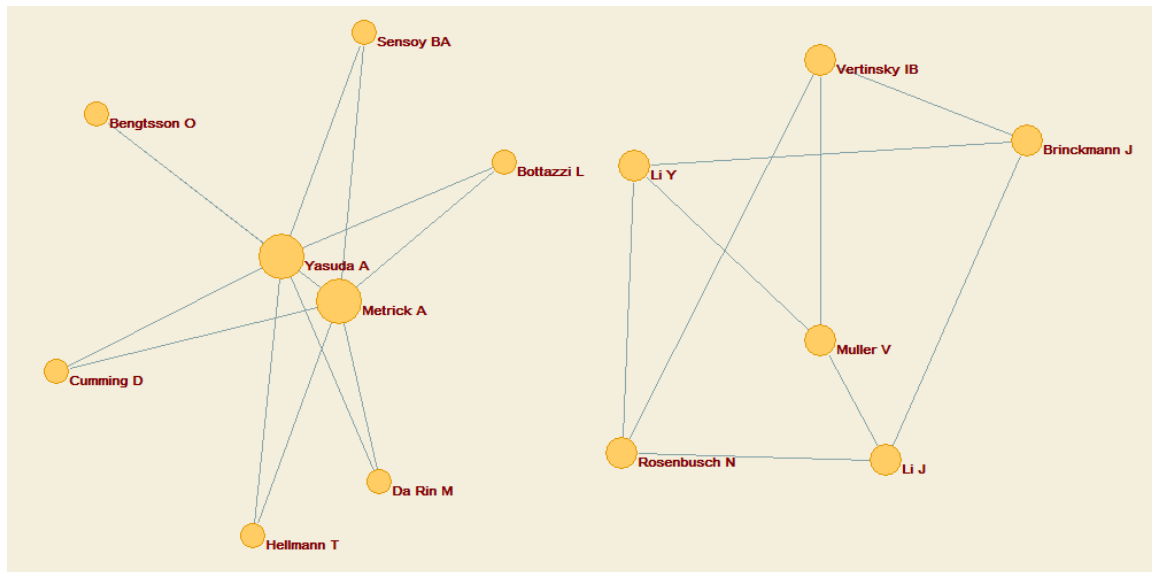 Sensoy BA
Bengtsson O
Bottazzi L
Yasuda A
Metrick A
Cumming D
Da Rin M
Hellmann T
Vertinsky IB
Brinckmann J
Li Y
Muller V
Rosenbusch N
Li J